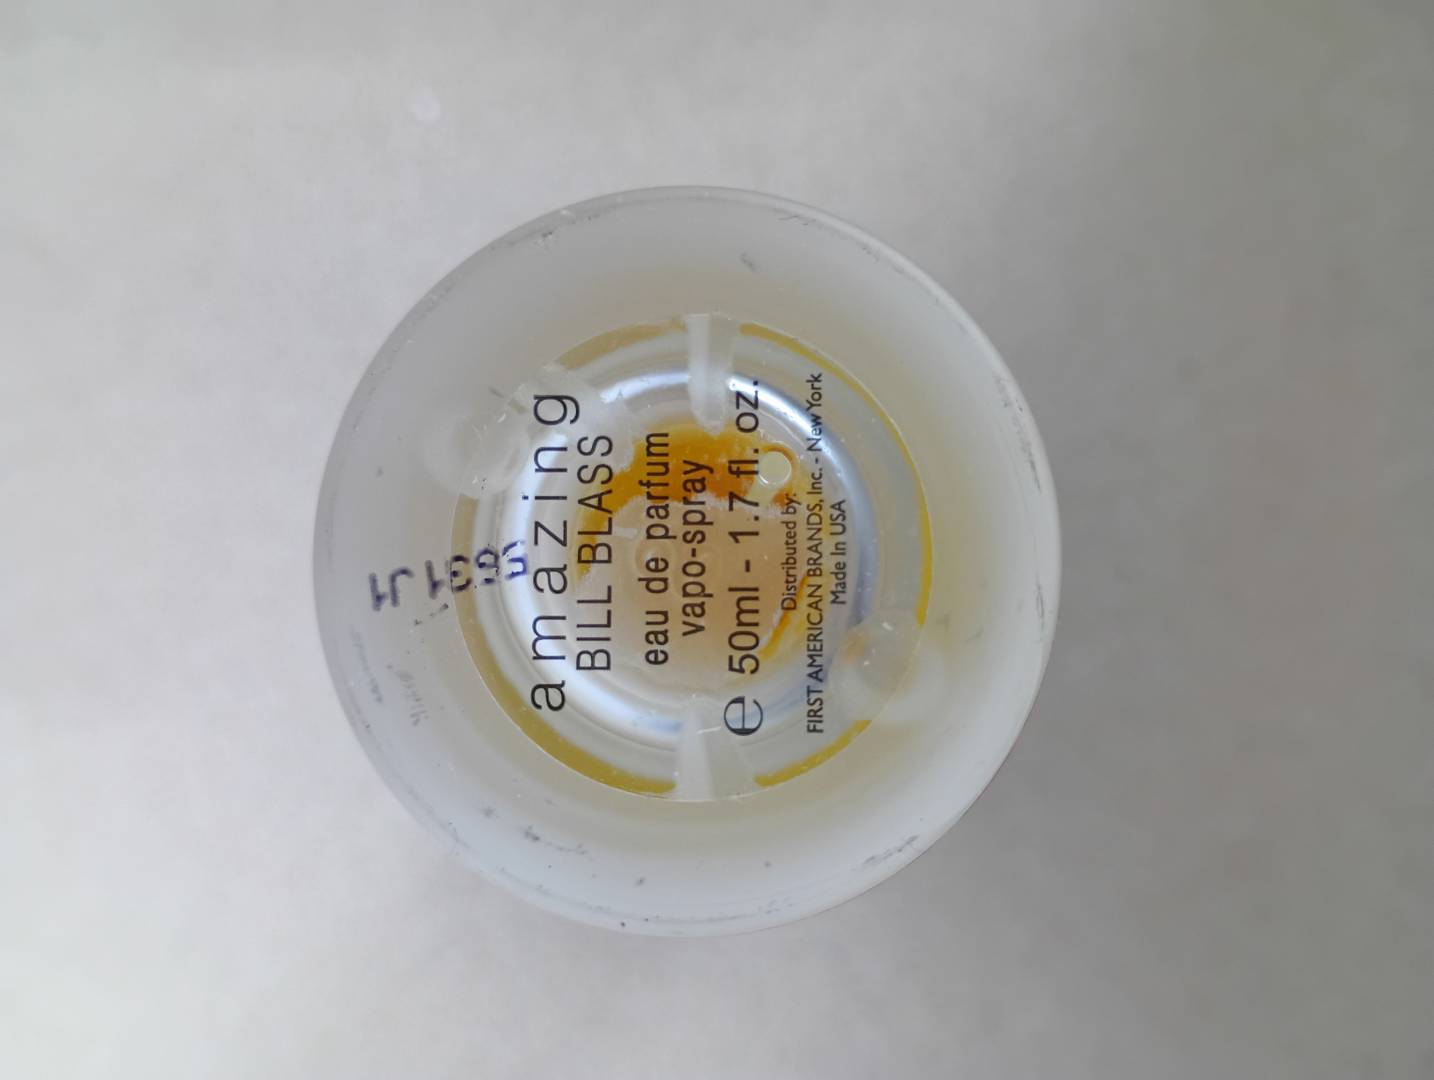 amazing
BILL BLASS
eau de parfum
vapo-spray
℮ 50ml - 1.7 fl. oz.
Distributed by:
FIRST AMERICAN BRANDS, Inc. - New York
Made In USA